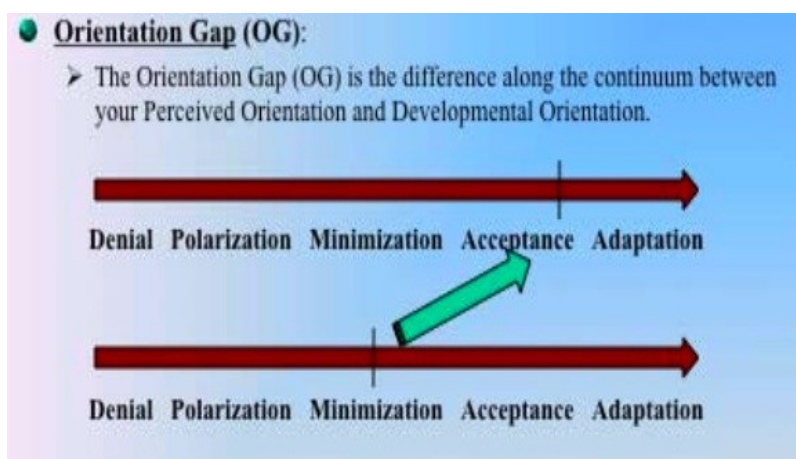 Orientation Gap (OG):
The Orientation Gap (OG) is the difference along the continuum between
your Perceived Orientation and Developmental Orientation.
Denial Polarization Minimization Acceptance Adaptation
Denial Polarization Minimization Acceptance Adaptation